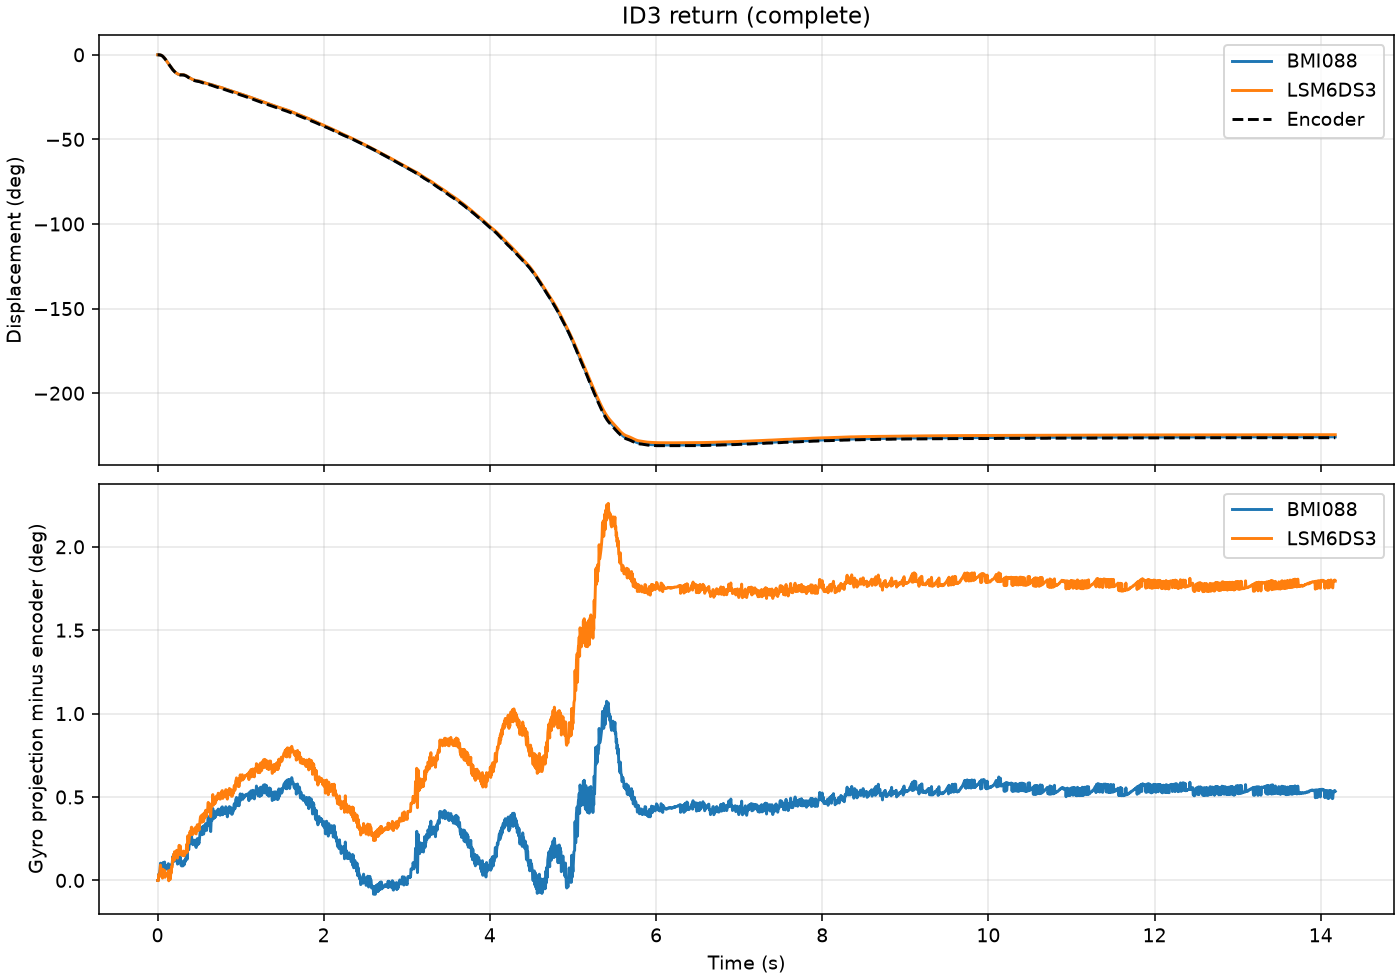 ID3 return (complete)
BMI088
LSM6DS3
Encoder
Displacement (deg)
0
−50
−100
−150
−200
BMI088
LSM6DS3
Gyro projection minus encoder (deg)
2.0
1.5
1.0
0.5
0.0
0 2 4 6 8 10 12 14
Time (s)